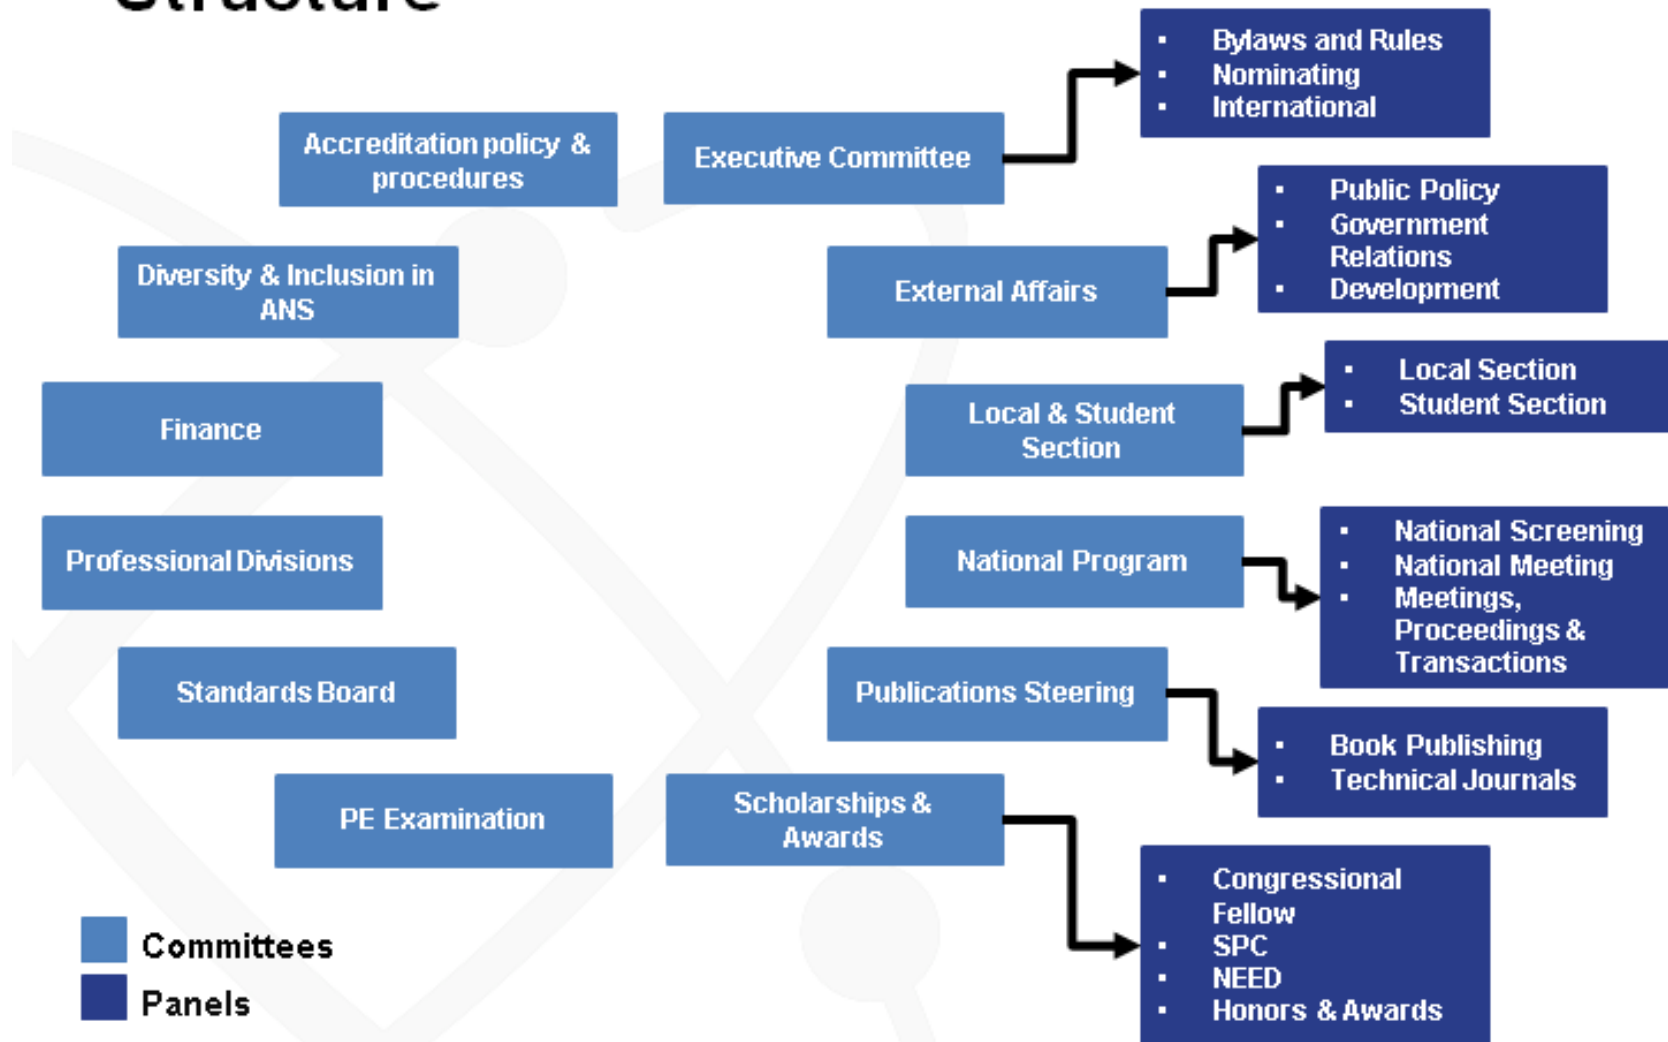 Structure
Accreditation policy &
procedures
Diversity & Inclusion in
ANS
Finance
Professional Divisions
Standards Board
PE Examination
Executive Committee
External Affairs
Local & Student
Section
National Program
Publications Steering
Scholarships &
Awards
▪ Bylaws and Rules
▪ Nominating
▪ International
▪ Public Policy
▪ Government
Relations
▪ Development
▪ Local Section
▪ Student Section
▪ National Screening
▪ National Meeting
▪ Meetings,
Proceedings &
Transactions
▪ Book Publishing
▪ Technical Journals
▪ Congressional
Fellow
▪ SPC
▪ NEED
▪ Honors & Awards
Committees
Panels